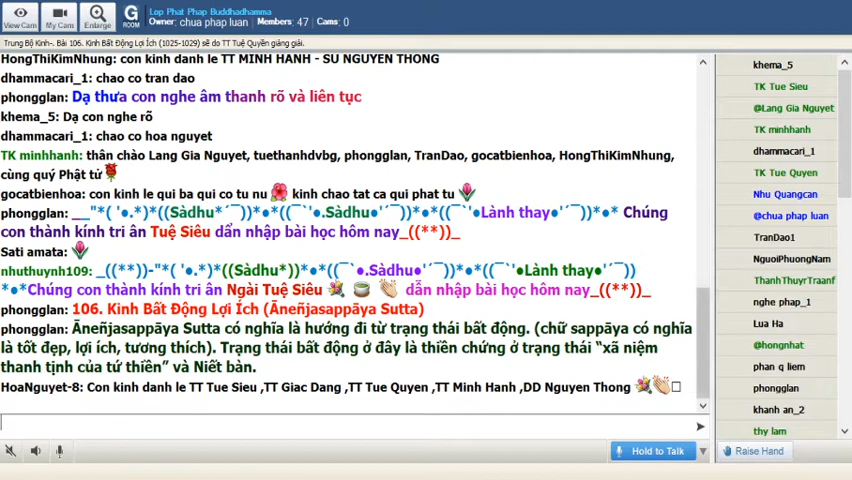 Lop Phat Phap Buddhadhamma
Owner: chua phap luan Members: 47 Cams: 0
View Cam
My Cam
Enlarge
G
ROOM
Trung Bộ Kinh-. Bài 106. Kinh Bất Động Lợi Ích (1025-1029) sẽ do TT Tuệ Quyền giảng giải.
HongThiKimNhung: con kinh danh le TT MINH HANH - SU NGUYEN THONG
dhammacari_1: chao co tran dao
phongglan: Dạ thưa con nghe âm thanh rõ và liên tục
khema_5: Dạ con nghe rõ
dhammacari_1: chao co hoa nguyet
TK minhhanh: thân chào Lang Gia Nguyet, tuethanhdvbg, phongglan, TranDao, gocatbienhoa, HongThiKimNhung,
cùng quý Phật tử
gocatbienhoa: con kinh le qui ba qui co tu nu kinh chao tat ca qui phat tu
phongglan: __"*( '●.*)*((Sàdhu*´¯)*●*((¯`'●.Sàdhu●'´¯))*●*((¯`'●Lành thay●'´¯))*●* Chúng
con thành kính tri ân Tuệ Siêu dẩn nhập bài học hôm nay_((**))_
Sati amata:
nhuthuynh109: _((**))-"*( '●.*)*((Sàdhu*))*●*((¯`●.Sàdhu●'´¯))*●*((¯`'●Lành thay●'´¯))
*●*Chúng con thành kính tri ân Ngài Tuệ Siêu dẫn nhập bài học hôm nay_((**))_
phongglan: 106. Kinh Bất Động Lợi Ích (Āneñjasappāya Sutta)
phongglan: Āneñjasappāya Sutta có nghĩa là hướng đi từ trạng thái bất động. (chữ sappāya có nghĩa
là tốt đẹp, lợi ích, tương thích). Trạng thái bất động ở đây là thiền chứng ở trạng thái “xã niệm
thanh tịnh của tứ thiền” và Niết bàn.
HoaNguyet-8: Con kinh danh le TT Tue Sieu ,TT Giac Dang ,TT Tue Quyen ,TT Minh Hanh ,DD Nguyen Thong
Hold to Talk
khema_5
TK Tue Sieu
@Lang Gia Nguyet
TK minhhanh
dhammacari_1
TK Tue Quyen
Nhu Quangcan
@chua phap luan
TranDao1
NguoiPhuongNam
ThanhThuyrTraanf
nghe phap_1
Lua Ha
@hongnhat
phan q liem
phongglan
khanh an_2
thy lam
Raise Hand